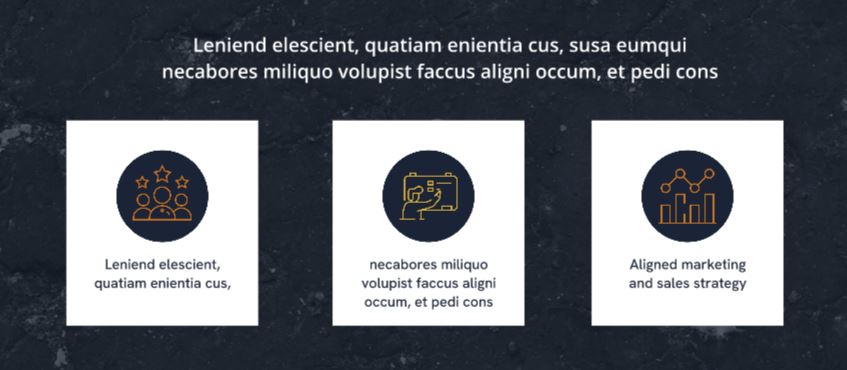 Leniend elescient, quatiam enientia cus, susa eumqui
necabores miliquo volupist faccus aligni occum, et pedi cons
Leniend elescient,
quatiam enientia cus,
necabores miliquo
volupist faccus aligni
occum, et pedi cons
Aligned marketing
and sales strategy